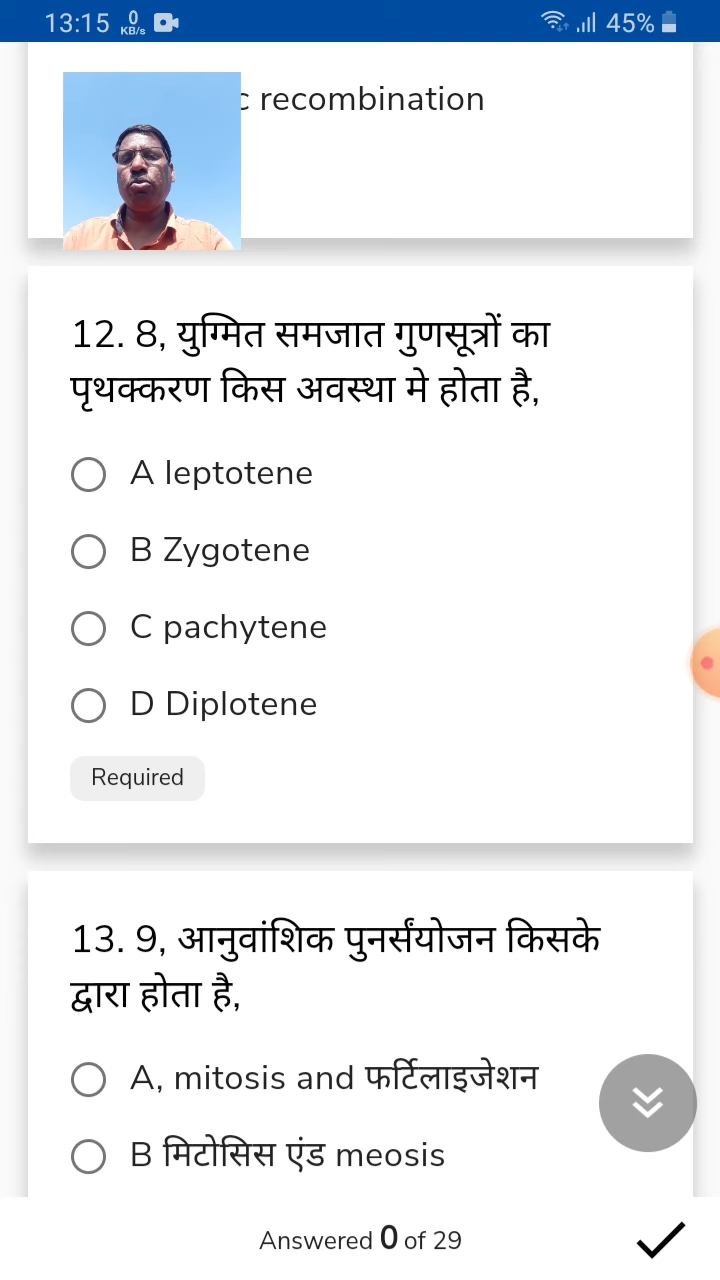 13:15 0 KB/s 45%
c recombination
12. 8, युग्मित समजात गुणसूत्रों का
पृथक्करण किस अवस्था मे होता है,
A leptotene
B Zygotene
C pachytene
D Diplotene
Required
13. 9, आनुवांशिक पुनर्संयोजन किसके
द्वारा होता है,
A, mitosis and फर्टिलाइजेशन
B मिटोसिस एंड meosis
Answered 0 of 29